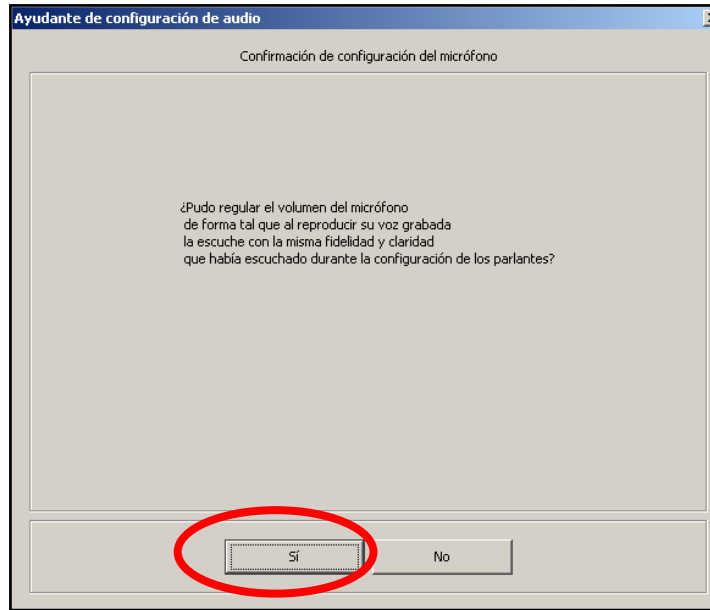 Ayudante de configuración de audio
Confirmación de configuración del micrófono
¿Pudo regular el volumen del micrófono
de forma tal que al reproducir su voz grabada
la escuche con la misma fidelidad y claridad
que había escuchado durante la configuración de los parlantes?
Sí No